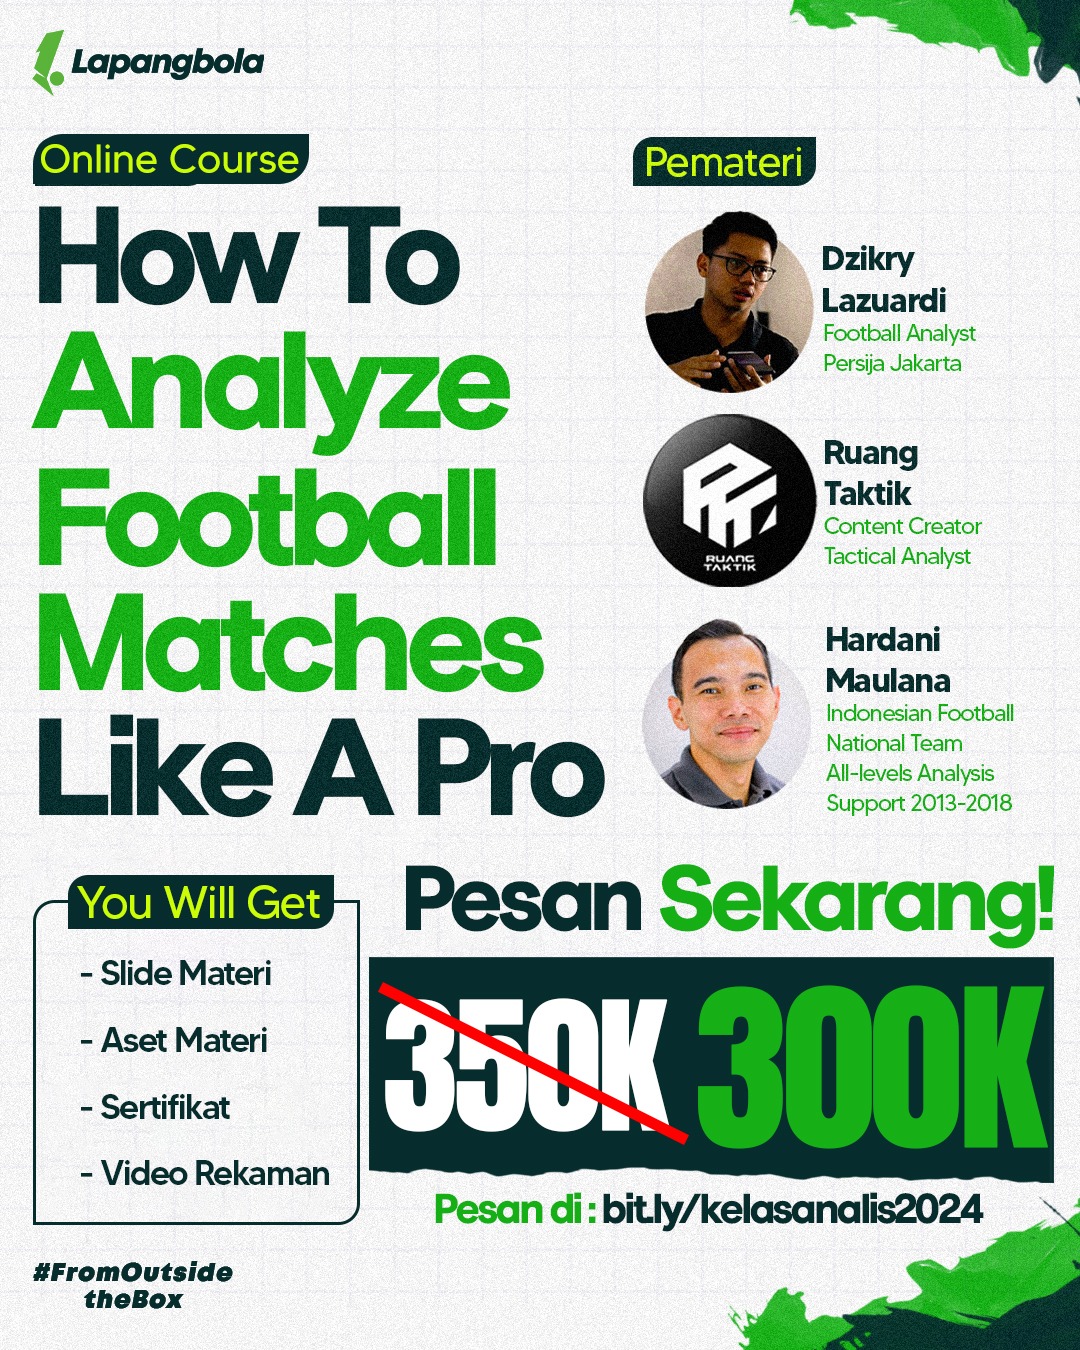 Lapangbola
Online Course
How To
Analyze
Football
Matches
Like A Pro
Pemateri
Dzikry
Lazuardi
Football Analyst
Persija Jakarta
RUANG
TAKTIK
Ruang
Taktik
Content Creator
Tactical Analyst
Hardani
Maulana
Indonesian Football
National Team
All-levels Analysis
Support 2013-2018
You Will Get
- Slide Materi
- Aset Materi
- Sertifikat
- Video Rekaman
Pesan Sekarang!
350K 300K
Pesan di : bit.ly/kelasanalis2024
#FromOutside
theBox